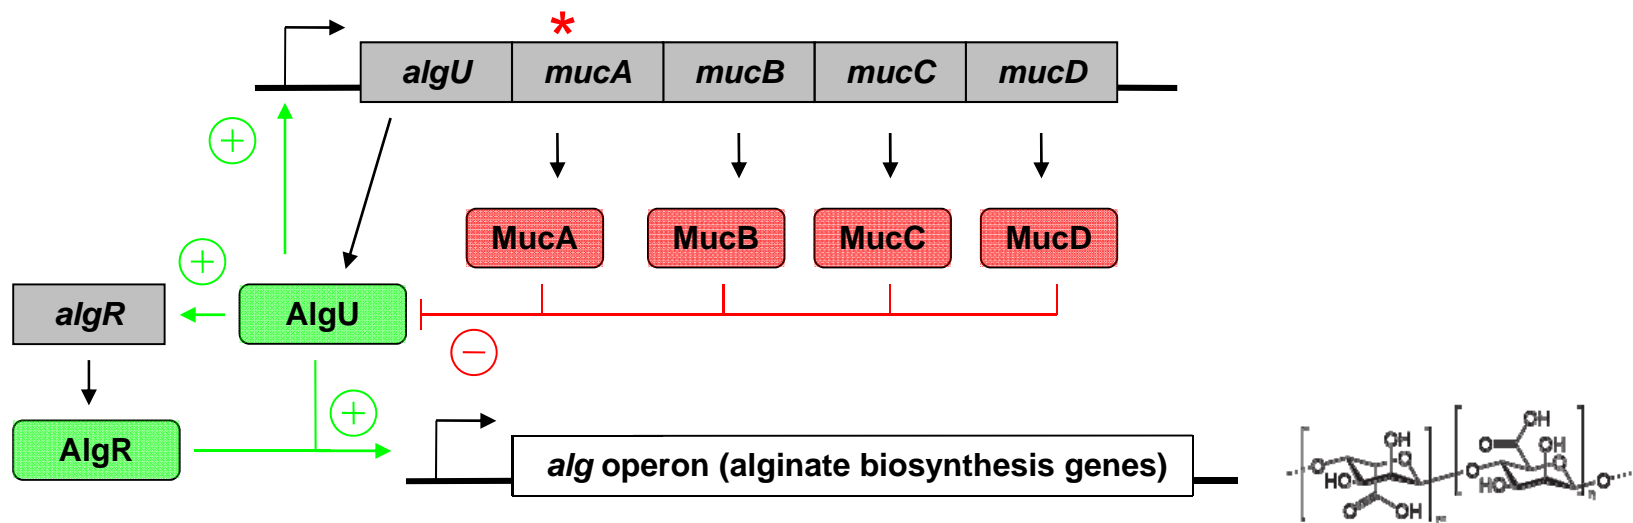 *
algU mucA mucB mucC mucD
+
MucA MucB MucC MucD
+
algR AlgU
−
+
AlgR
alg operon (alginate biosynthesis genes)
OH
O OH
O OH O
O O O O
HO HO n
O OH m